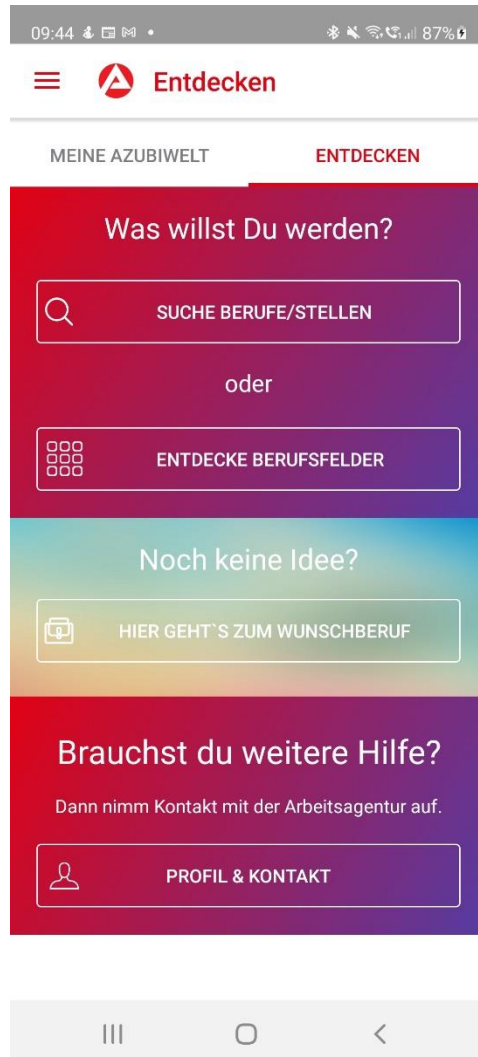 09:44 87%
Entdecken
MEINE AZUBIWELT ENTDECKEN
Was willst Du werden?
SUCHE BERUFE/STELLEN
oder
ENTDECKE BERUFSFELDER
Noch keine Idee?
HIER GEHT`S ZUM WUNSCHBERUF
Brauchst du weitere Hilfe?
Dann nimm Kontakt mit der Arbeitsagentur auf.
PROFIL & KONTAKT